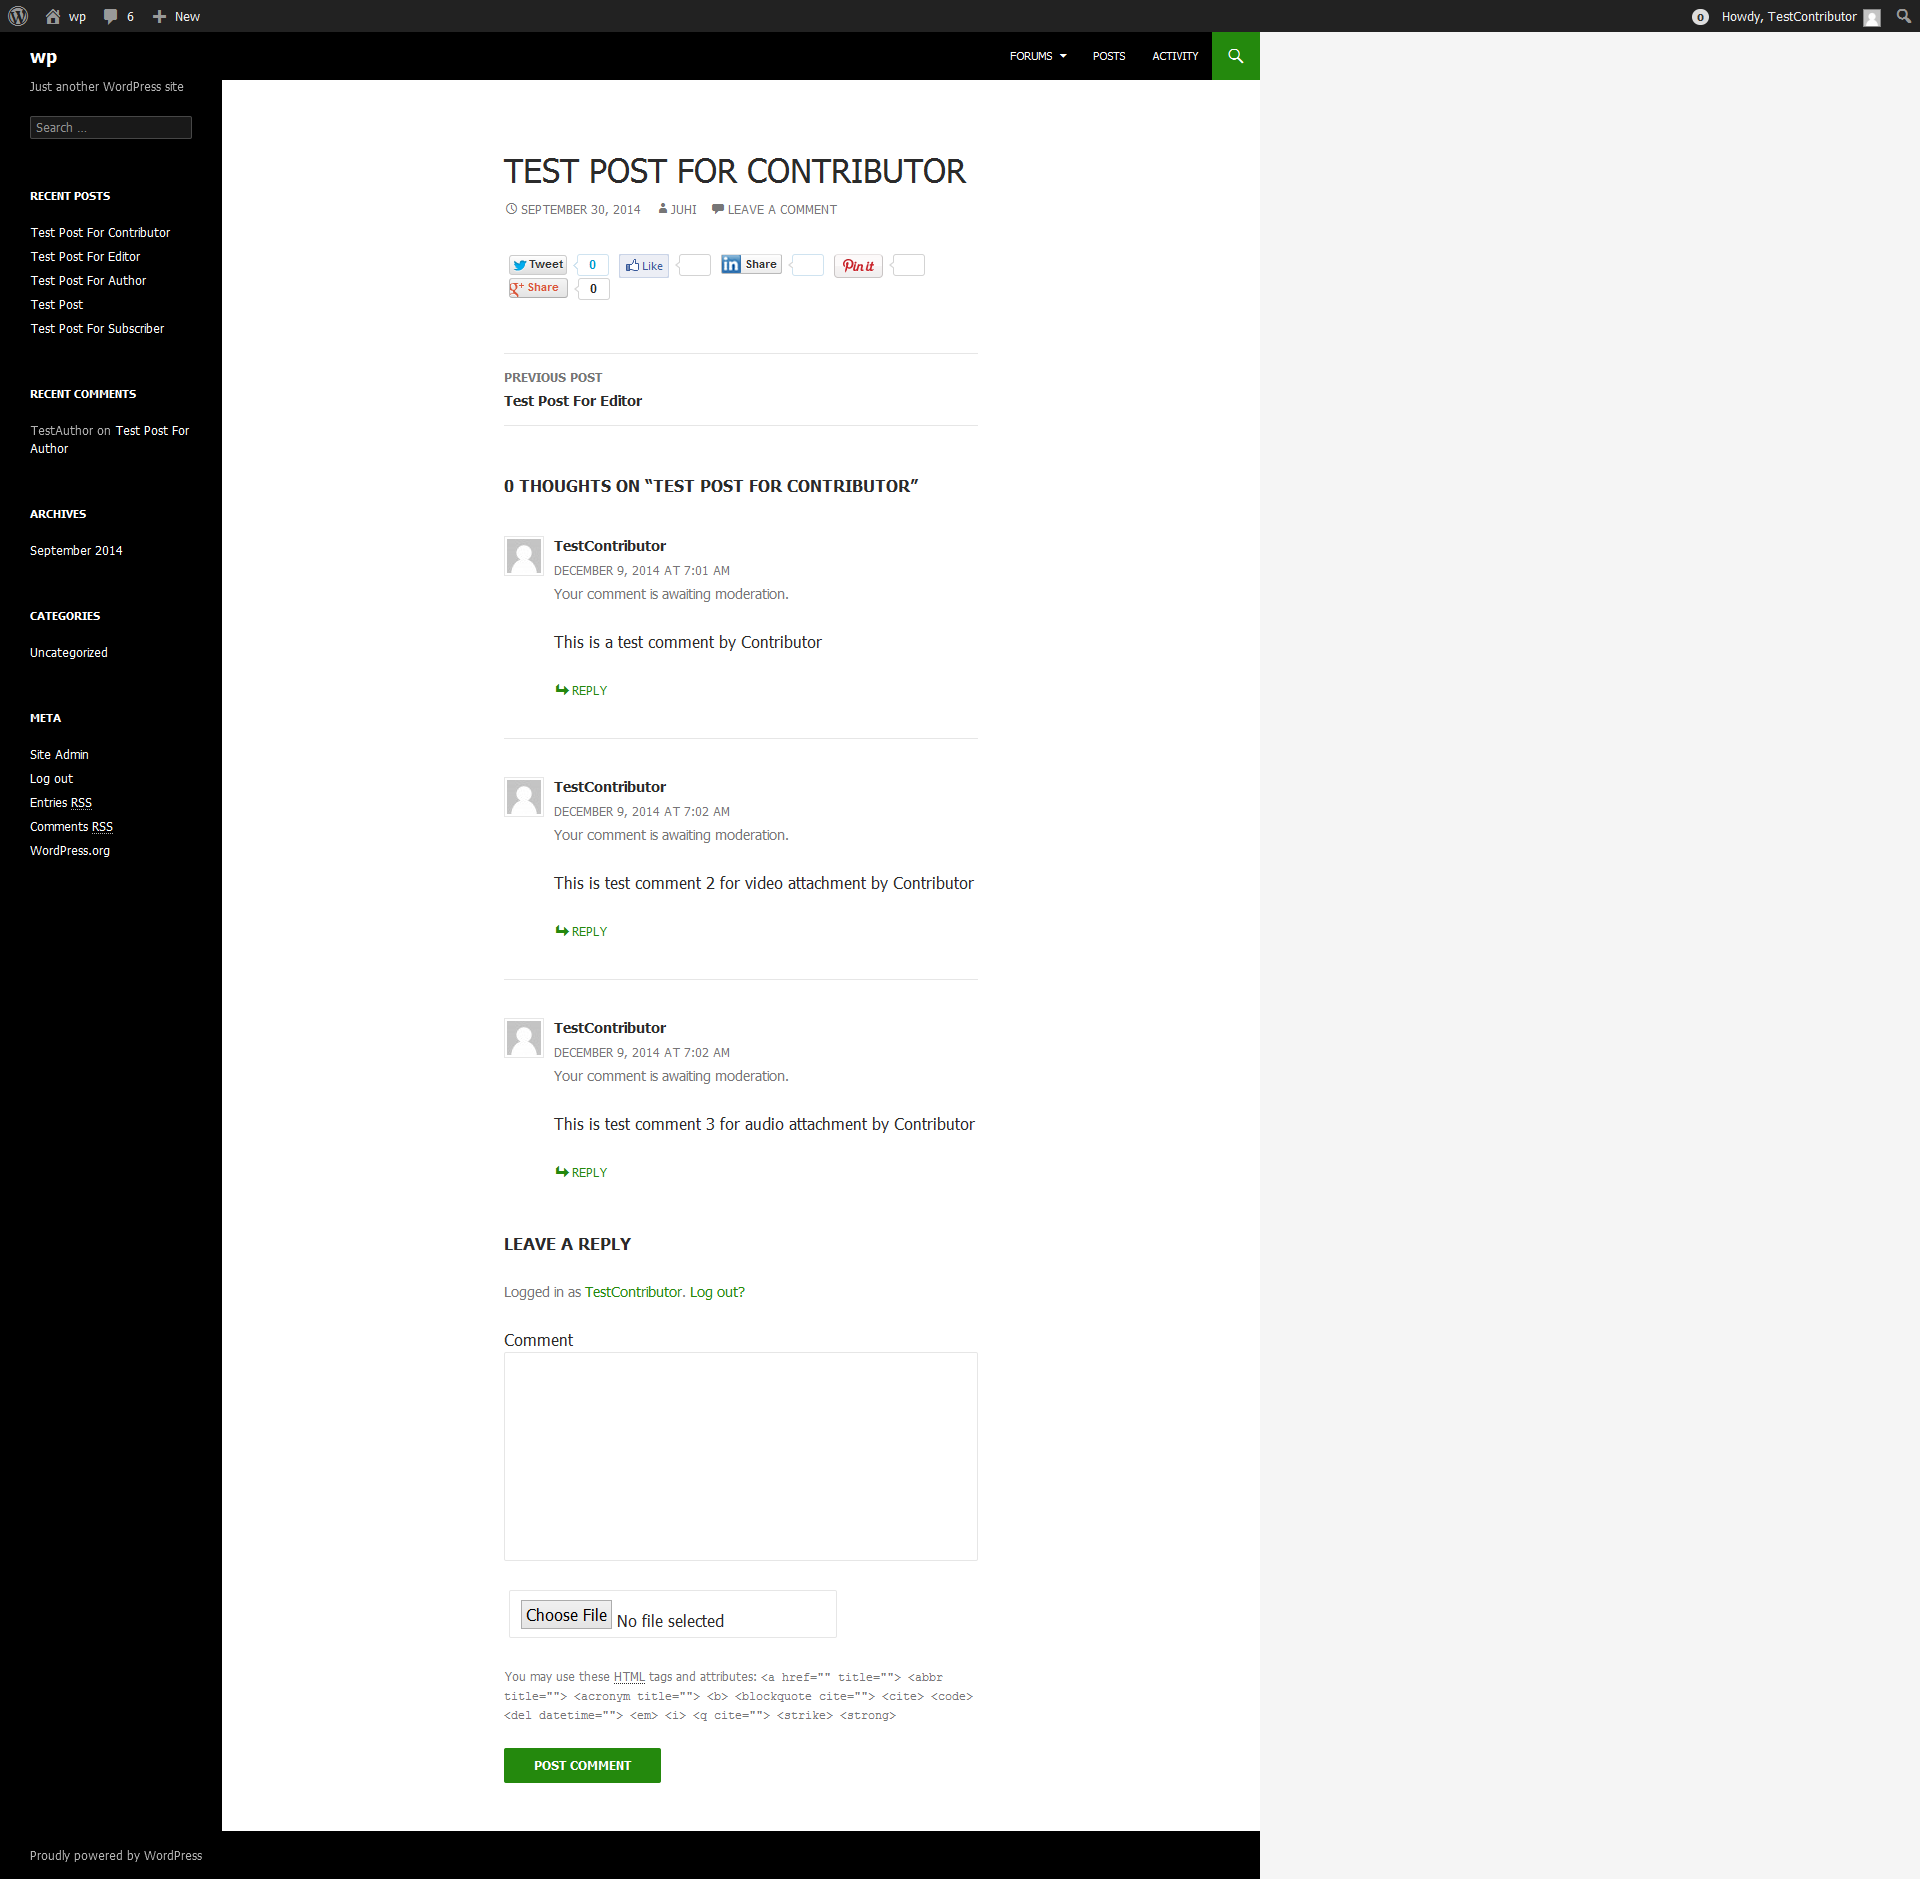 wp
6
New
0
Howdy, TestContributor
wp
Just another WordPress site
Search ...
RECENT POSTS
Test Post For Contributor
Test Post For Editor
Test Post For Author
Test Post
Test Post For Subscriber
RECENT COMMENTS
TestAuthor on Test Post For
Author
ARCHIVES
September 2014
CATEGORIES
Uncategorized
META
Site Admin
Log out
Entries RSS
Comments RSS
WordPress.org
FORUMS
POSTS
ACTIVITY
TEST POST FOR CONTRIBUTOR
SEPTEMBER 30, 2014 JUHI LEAVE A COMMENT
Tweet 0 Like in Share Pin it
g+ Share 0
PREVIOUS POST
Test Post For Editor
0 THOUGHTS ON “TEST POST FOR CONTRIBUTOR”
TestContributor
DECEMBER 9, 2014 AT 7:01 AM
Your comment is awaiting moderation.
This is a test comment by Contributor
REPLY
TestContributor
DECEMBER 9, 2014 AT 7:02 AM
Your comment is awaiting moderation.
This is test comment 2 for video attachment by Contributor
REPLY
TestContributor
DECEMBER 9, 2014 AT 7:02 AM
Your comment is awaiting moderation.
This is test comment 3 for audio attachment by Contributor
REPLY
LEAVE A REPLY
Logged in as TestContributor. Log out?
Comment
Choose File No file selected
You may use these HTML tags and attributes: <a href="" title=""> <abbr
title=""> <acronym title=""> <b> <blockquote cite=""> <cite> <code>
<del datetime=""> <em> <i> <q cite=""> <strike> <strong>
POST COMMENT
Proudly powered by WordPress